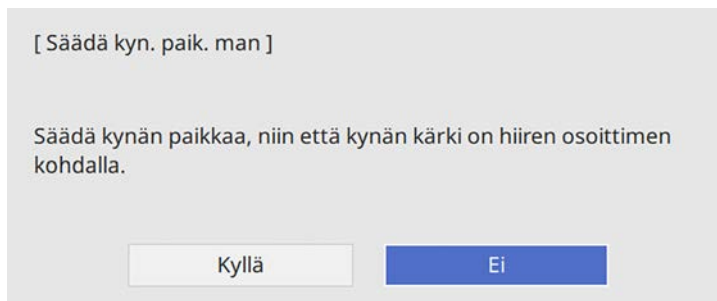 [ Säädä kyn. paik. man ]
Säädä kynän paikkaa, niin että kynän kärki on hiiren osoittimen
kohdalla.
Kyllä
Ei